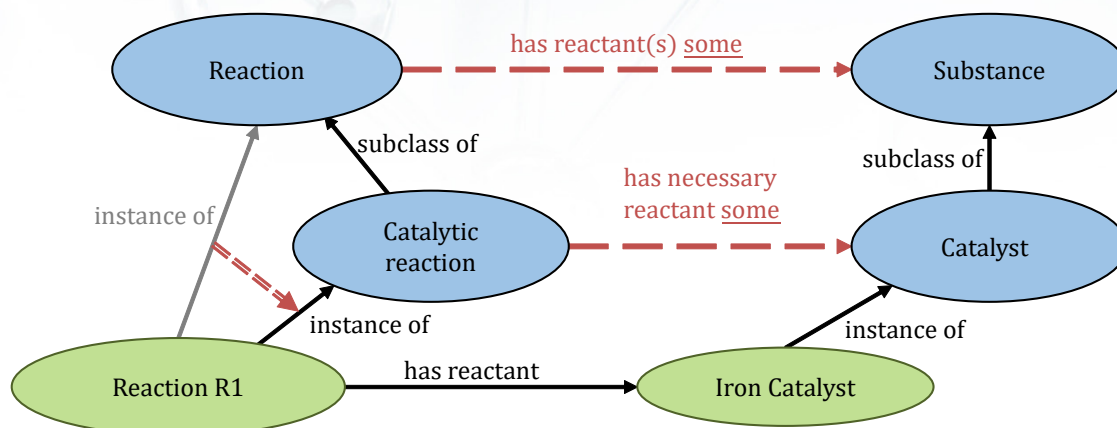 has reactant(s) some
Reaction
Substance
subclass of
subclass of
has necessary
reactant some
instance of
Catalytic
reaction
Catalyst
instance of
instance of
has reactant
Reaction R1
Iron Catalyst